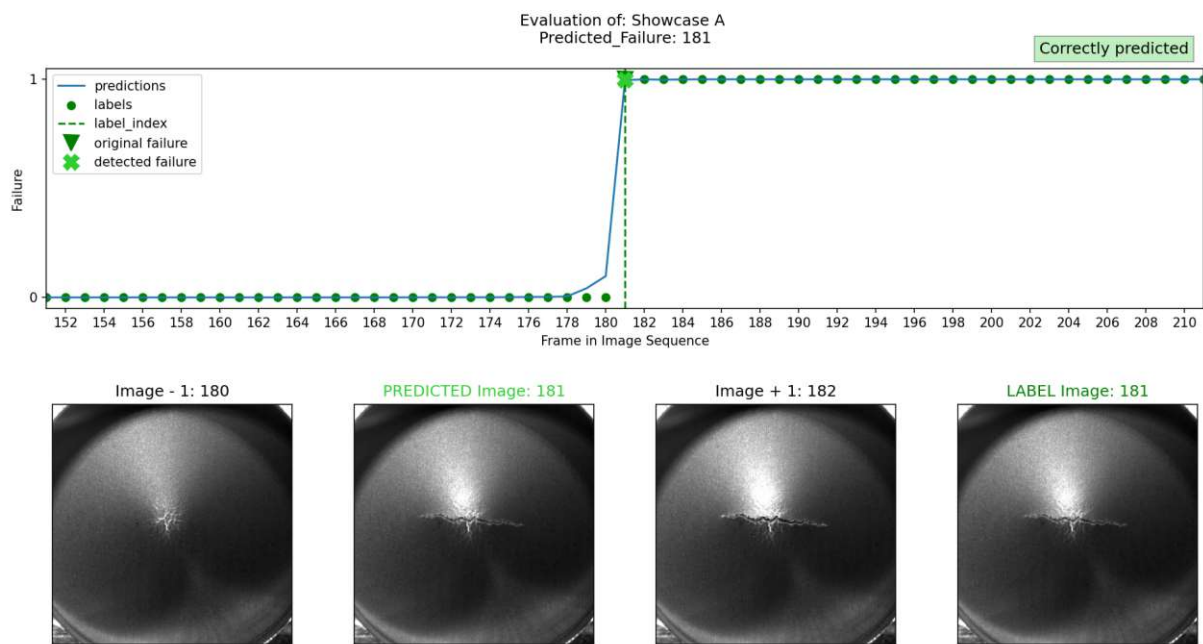 Evaluation of: Showcase A
Predicted_Failure: 181
Correctly predicted
1
0
Failure
predictions
labels
label_index
original failure
detected failure
152 154 156 158 160 162 164 166 168 170 172 174 176 178 180 182 184 186 188 190 192 194 196 198 200 202 204 206 208 210
Frame in Image Sequence
Image - 1: 180 PREDICTED Image: 181 Image + 1: 182 LABEL Image: 181